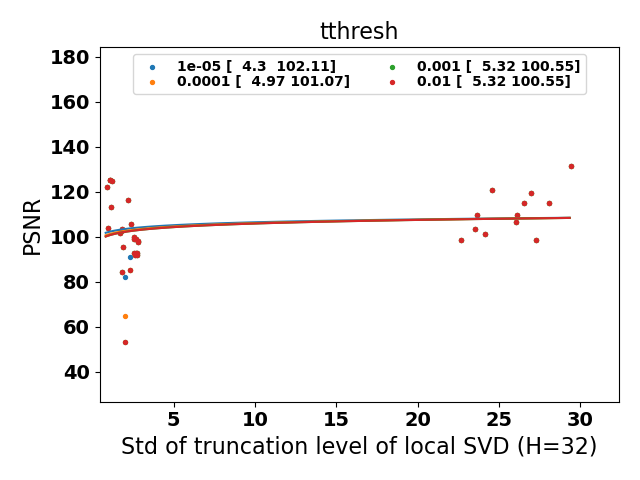 tthresh
1e-05 [  4.3  102.11]
0.0001 [  4.97 101.07]
0.001 [  5.32 100.55]
0.01 [  5.32 100.55]
180
160
140
120
100
80
60
40
PSNR
5 10 15 20 25 30
Std of truncation level of local SVD (H=32)